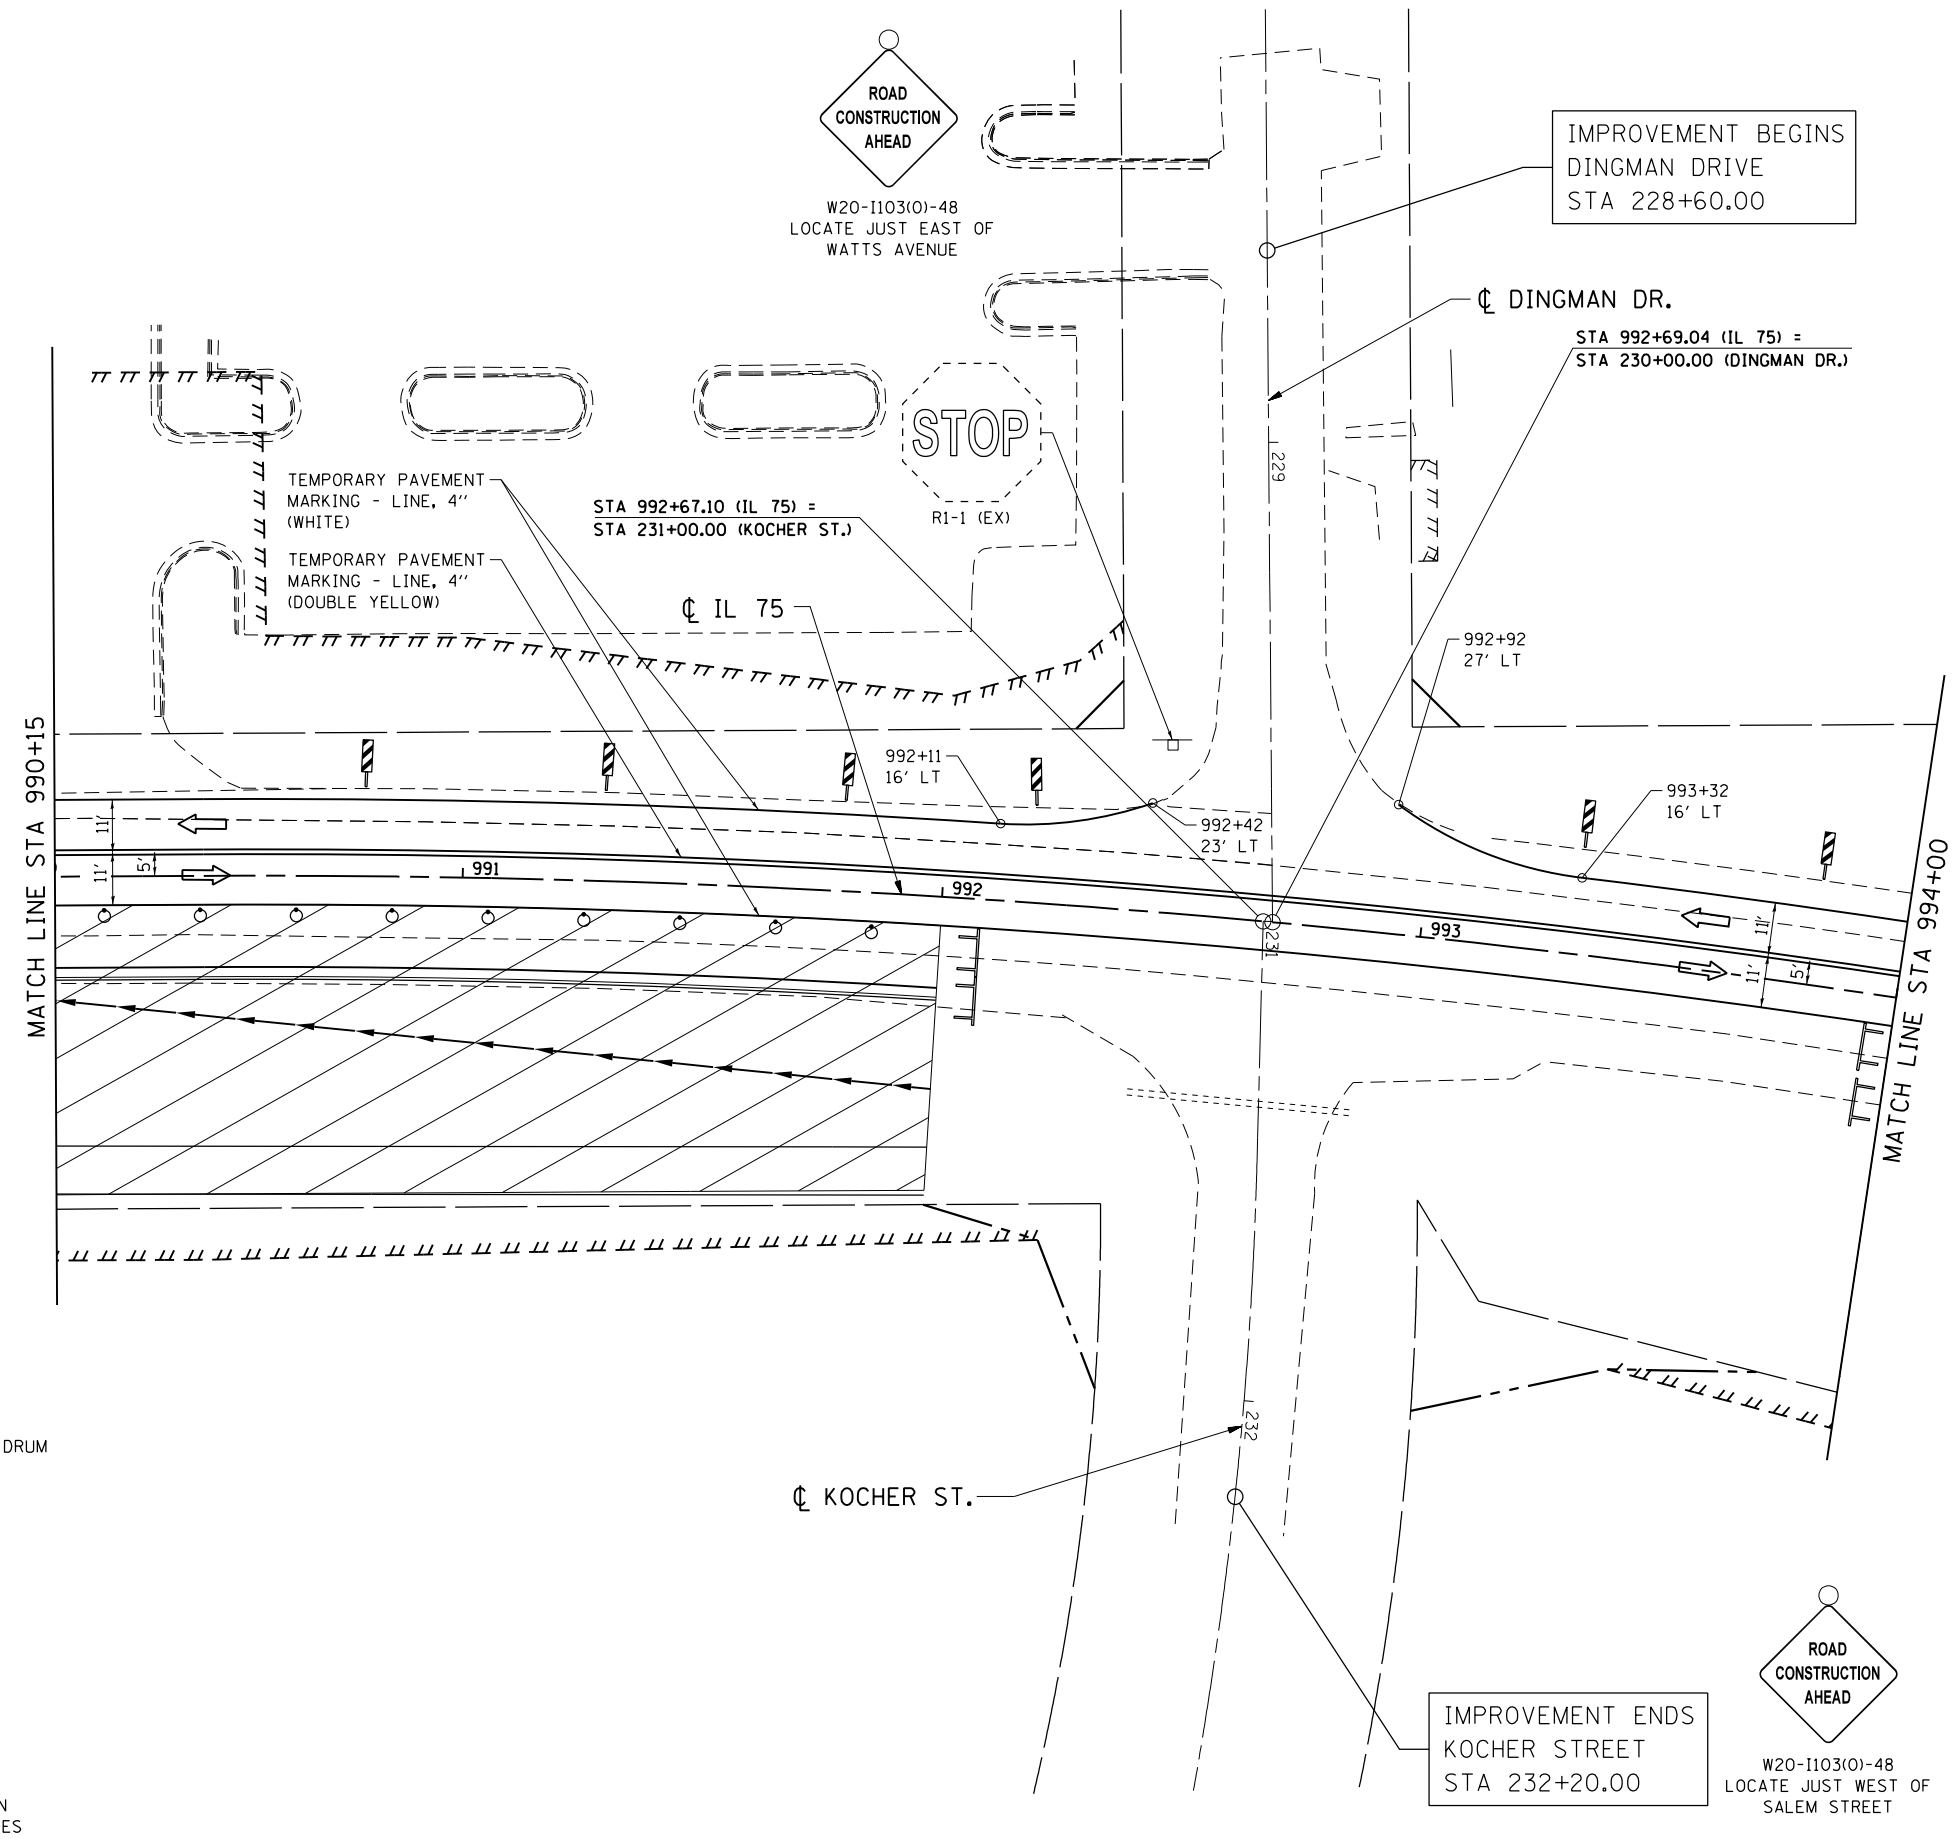 ROAD
CONSTRUCTION
AHEAD
W20-I103(0)-48
LOCATE JUST EAST OF
WATTS AVENUE
IMPROVEMENT BEGINS
DINGMAN DRIVE
STA 228+60.00
℄ DINGMAN DR.
STA 992+69.04 (IL 75) =
STA 230+00.00 (DINGMAN DR.)
STOP
R1-1 (EX)
229
TEMPORARY PAVEMENT
MARKING - LINE, 4''
(WHITE)
STA 992+67.10 (IL 75) =
STA 231+00.00 (KOCHER ST.)
TEMPORARY PAVEMENT
MARKING - LINE, 4''
(DOUBLE YELLOW)
℄ IL 75
992+92
27' LT
MATCH LINE STA 990+15
992+11
16' LT
993+32
16' LT
992+42
23' LT
11'
11'
5'
991
992
231
993
11'
11'
5'
MATCH LINE STA 994+00
232
℄ KOCHER ST.
DRUM
IMPROVEMENT ENDS
KOCHER STREET
STA 232+20.00
ROAD
CONSTRUCTION
AHEAD
W20-I103(0)-48
LOCATE JUST WEST OF
SALEM STREET
N
ES